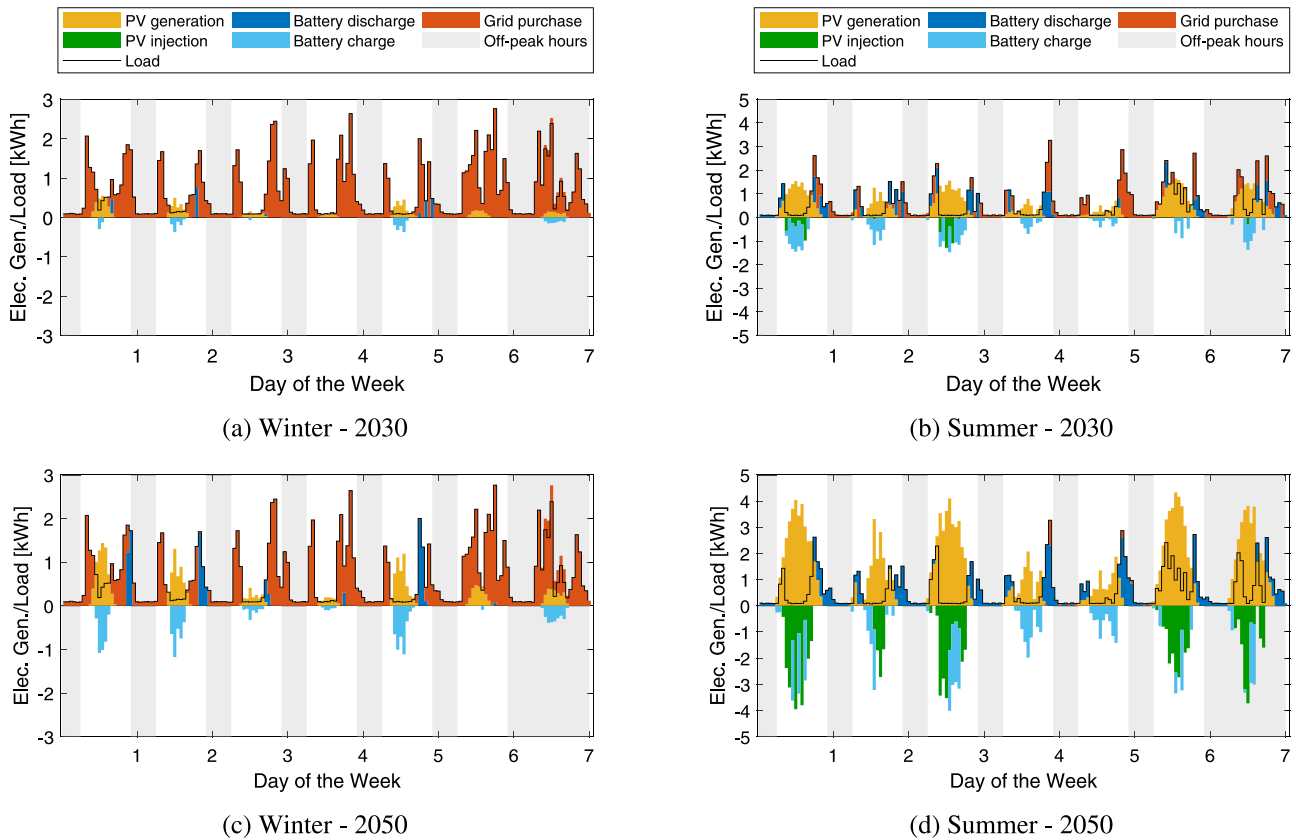 PV generation Battery discharge Grid purchase
PV injection Battery charge Off-peak hours
Load
PV generation Battery discharge Grid purchase
PV injection Battery charge Off-peak hours
Load
Elec. Gen./Load [kWh]
3
2
1
0
-1
-2
-3
1 2 3 4 5 6 7
Day of the Week
(a) Winter - 2030
Elec. Gen./Load [kWh]
5
4
3
2
1
0
-1
-2
-3
-4
-5
1 2 3 4 5 6 7
Day of the Week
(b) Summer - 2030
Elec. Gen./Load [kWh]
3
2
1
0
-1
-2
-3
1 2 3 4 5 6 7
Day of the Week
(c) Winter - 2050
Elec. Gen./Load [kWh]
5
4
3
2
1
0
-1
-2
-3
-4
-5
1 2 3 4 5 6 7
Day of the Week
(d) Summer - 2050